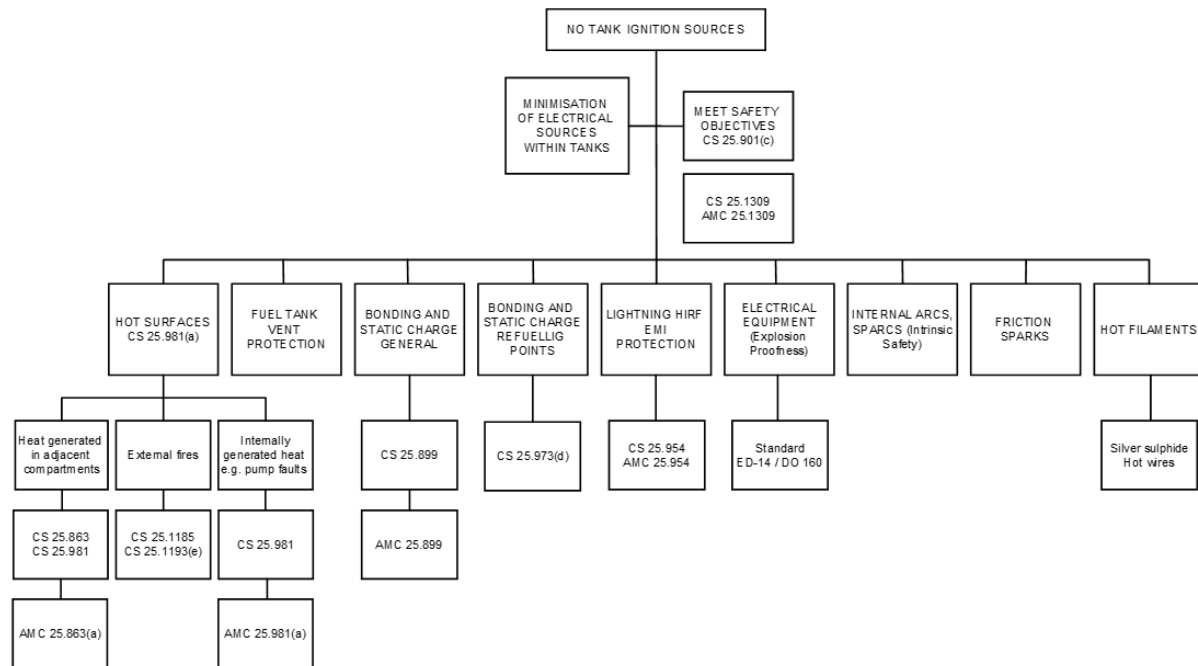 NO TANK IGNITION SOURCES
MINIMISATION
OF ELECTRICAL
SOURCES
WITHIN TANKS
MEET SAFETY
OBJECTIVES
CS 25.901(c)
CS 25.1309
AMC 25.1309
HOT SURFACES
CS 25.981(a)
FUEL TANK
VENT
PROTECTION
BONDING AND
STATIC CHARGE
GENERAL
BONDING AND
STATIC CHARGE
REFUELLIG
POINTS
LIGHTNING HIRF
EMI
PROTECTION
ELECTRICAL
EQUIPMENT
(Explosion
Proofness)
INTERNAL ARCS,
SPARCS (Intrinsic
Safety)
FRICTION
SPARKS
HOT FILAMENTS
Heat generated
in adjacent
compartments
External fires
Internally
generated heat
e.g. pump faults
CS 25.899
CS 25.973(d)
CS 25.954
AMC 25.954
Standard
ED-14 / DO 160
Silver sulphide
Hot wires
CS 25.863
CS 25.981
CS 25.1185
CS 25.1193(e)
CS 25.981
AMC 25.899
AMC 25.863(a)
AMC 25.981(a)